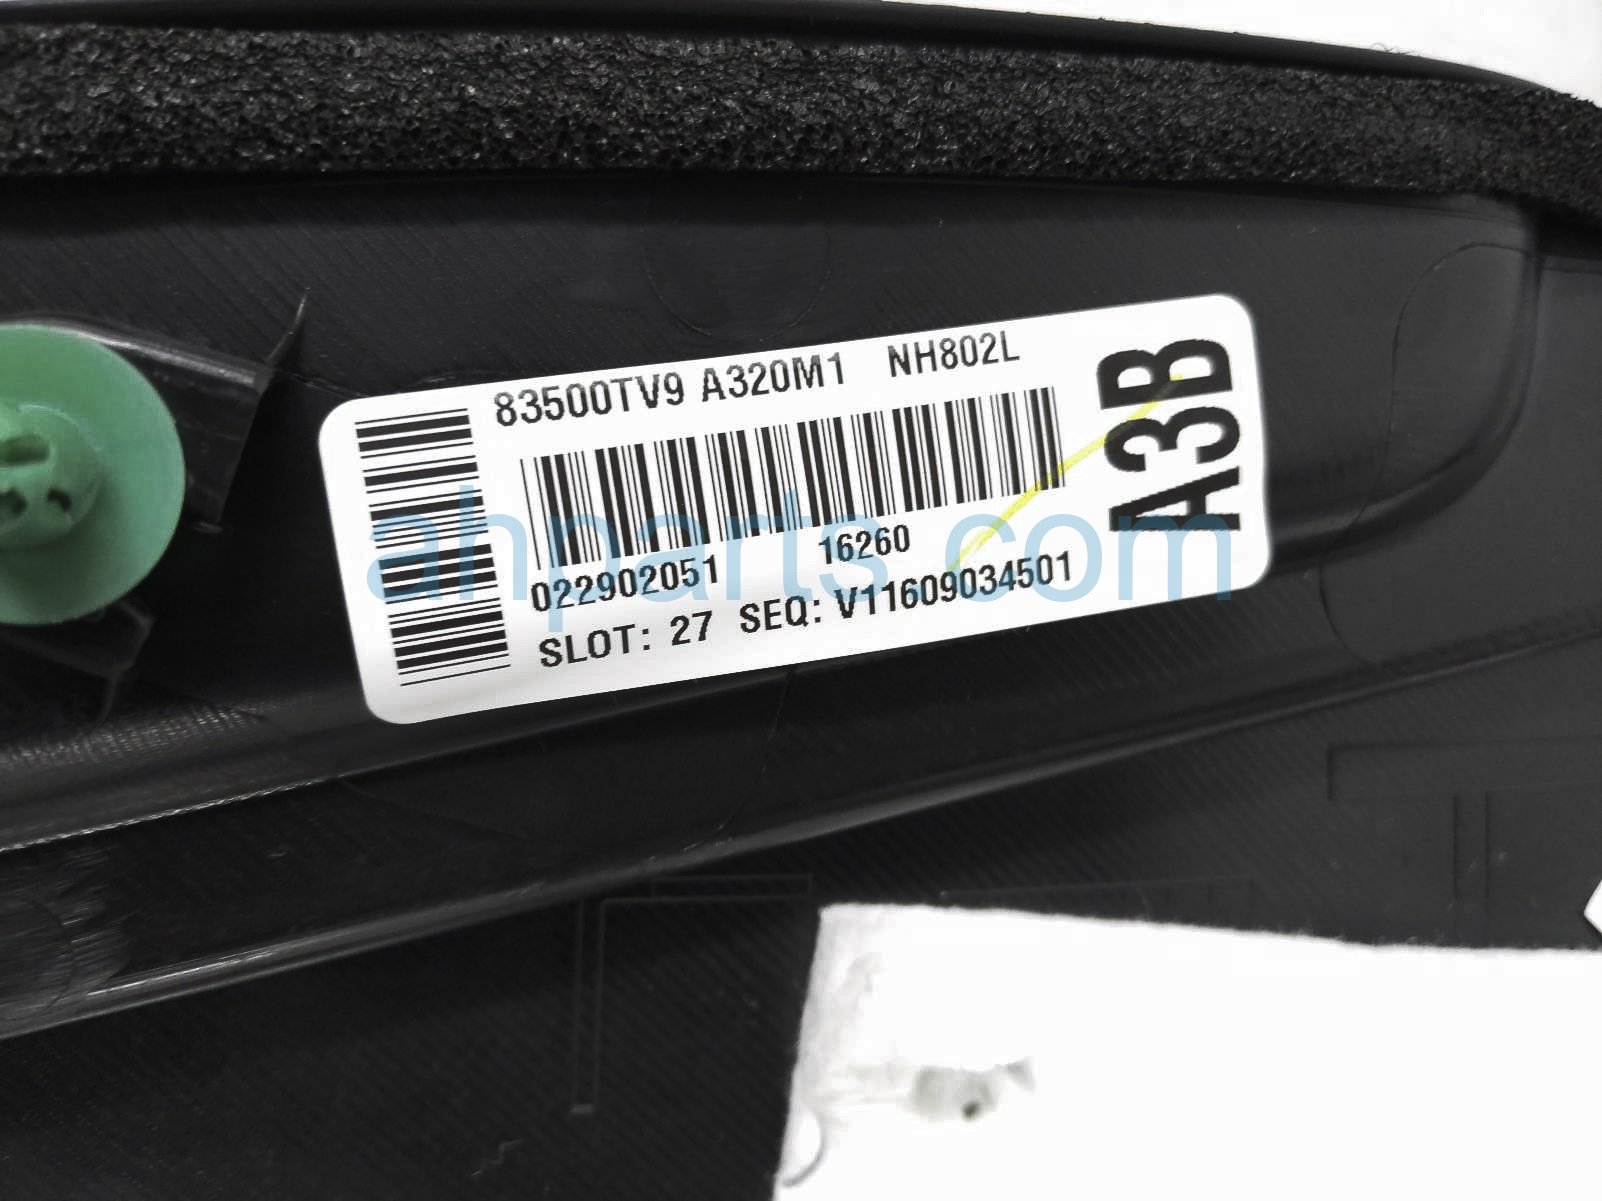 83500TV9 A320M1 NH802L
A3B
022902051 16260
SLOT: 27 SEQ: V11609034501
ahparts.com